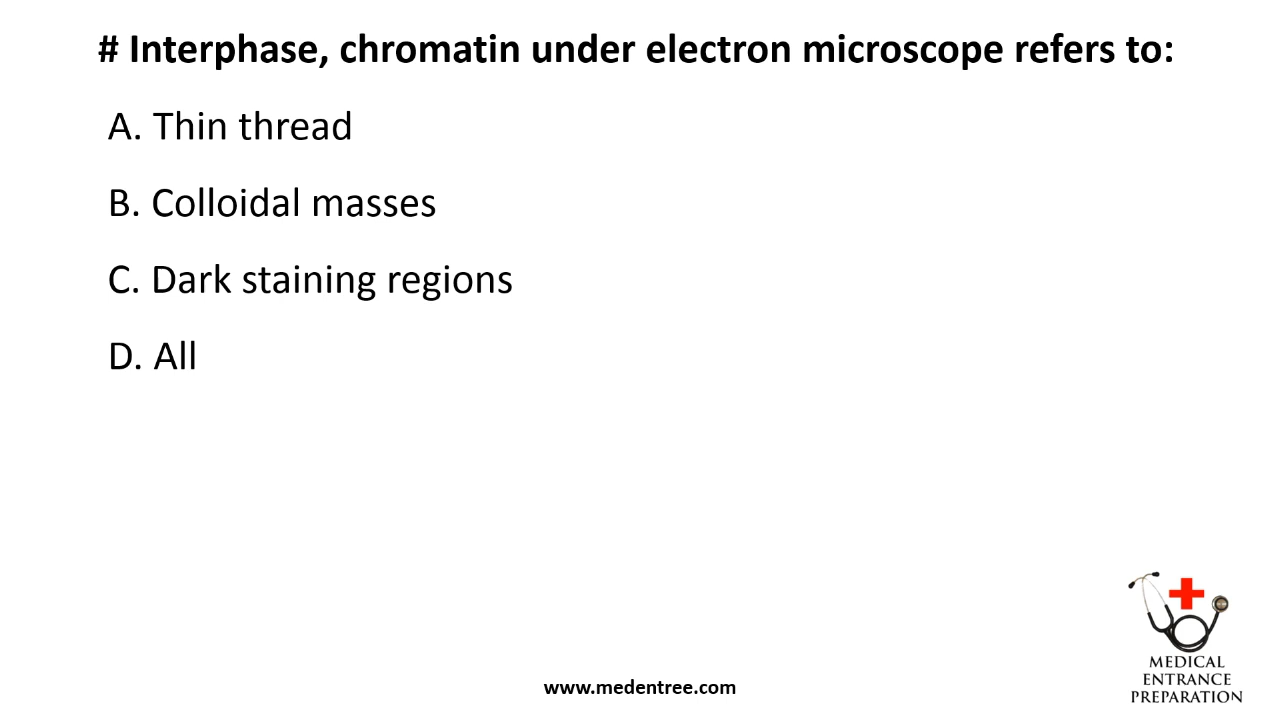 # Interphase, chromatin under electron microscope refers to:
A. Thin thread
B. Colloidal masses
C. Dark staining regions
D. All
MEDICAL
ENTRANCE
PREPARATION
www.medentree.com